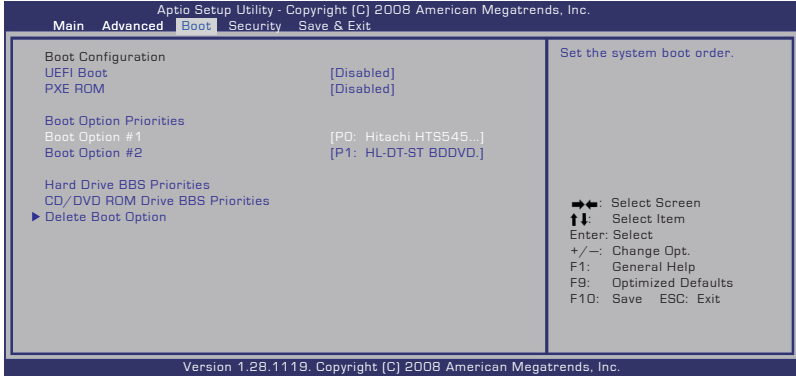 Aptio Setup Utility - Copyright (C) 2008 American Megatrends, Inc.
Main Advanced Boot Security Save & Exit
Boot Configuration
UEFI Boot [Disabled]
PXE ROM [Disabled]
Boot Option Priorities
Boot Option #1 [P0: Hitachi HTS545...]
Boot Option #2 [P1: HL-DT-ST BDDVD.]
Hard Drive BBS Priorities
CD/DVD ROM Drive BBS Priorities
Delete Boot Option
Set the system boot order.
➡⬅: Select Screen
⬆⬇: Select Item
Enter: Select
+/—: Change Opt.
F1: General Help
F9: Optimized Defaults
F10: Save ESC: Exit
Version 1.28.1119. Copyright (C) 2008 American Megatrends, Inc.